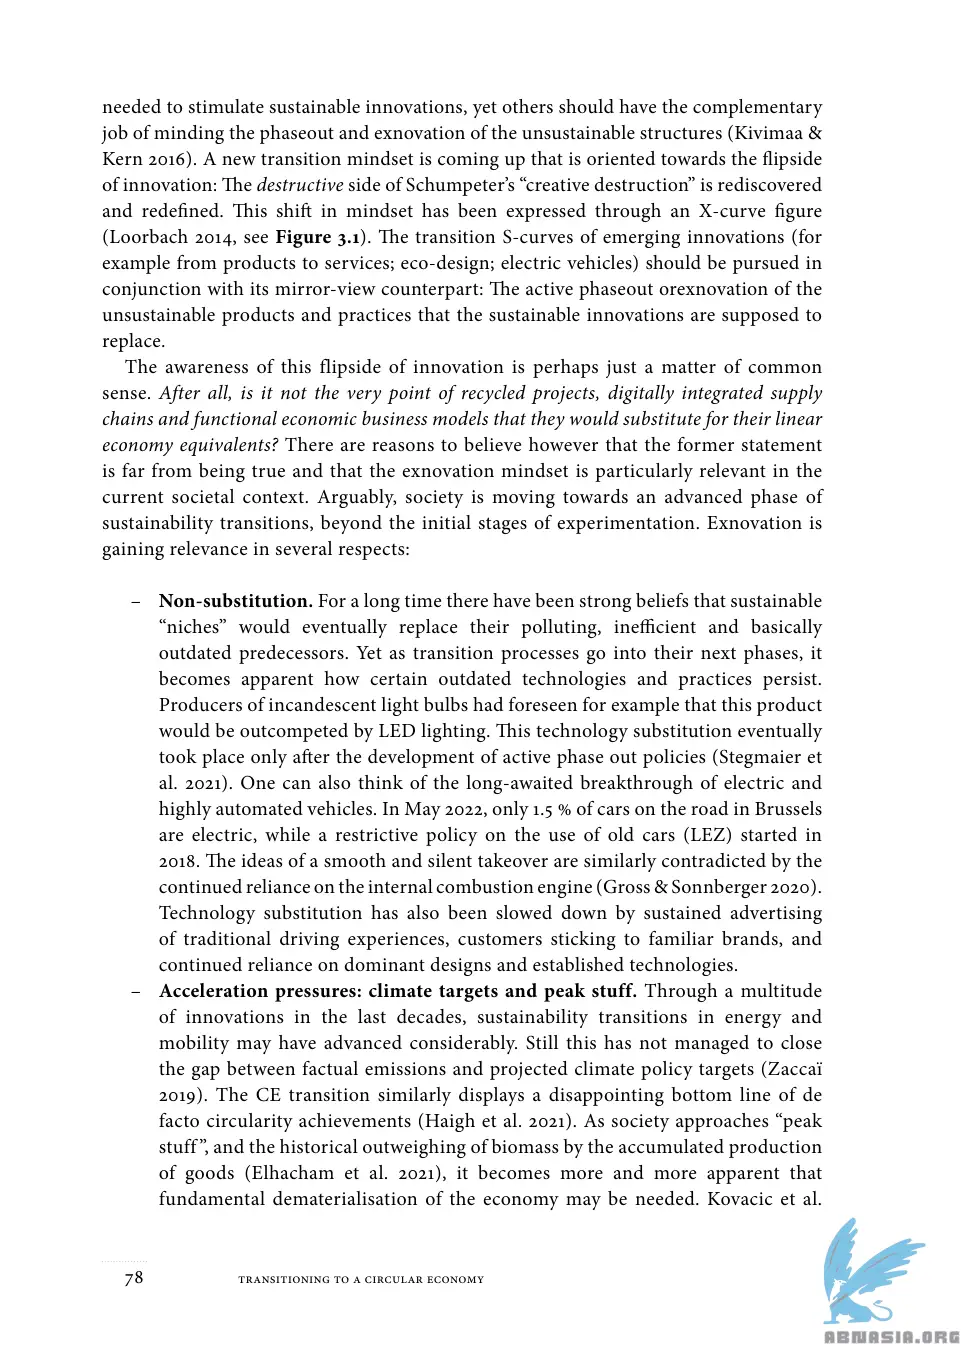 needed to stimulate sustainable innovations, yet others should have the complementary
job of minding the phaseout and exnovation of the unsustainable structures (Kivimaa &
Kern 2016). A new transition mindset is coming up that is oriented towards the flipside
of innovation: The destructive side of Schumpeter’s “creative destruction” is rediscovered
and redefined. This shift in mindset has been expressed through an X-curve figure
(Loorbach 2014, see Figure 3.1). The transition S-curves of emerging innovations (for
example from products to services; eco-design; electric vehicles) should be pursued in
conjunction with its mirror-view counterpart: The active phaseout orexnovation of the
unsustainable products and practices that the sustainable innovations are supposed to
replace.
The awareness of this flipside of innovation is perhaps just a matter of common
sense. After all, is it not the very point of recycled projects, digitally integrated supply
chains and functional economic business models that they would substitute for their linear
economy equivalents? There are reasons to believe however that the former statement
is far from being true and that the exnovation mindset is particularly relevant in the
current societal context. Arguably, society is moving towards an advanced phase of
sustainability transitions, beyond the initial stages of experimentation. Exnovation is
gaining relevance in several respects:
– Non-substitution. For a long time there have been strong beliefs that sustainable
“niches” would eventually replace their polluting, inefficient and basically
outdated predecessors. Yet as transition processes go into their next phases, it
becomes apparent how certain outdated technologies and practices persist.
Producers of incandescent light bulbs had foreseen for example that this product
would be outcompeted by LED lighting. This technology substitution eventually
took place only after the development of active phase out policies (Stegmaier et
al. 2021). One can also think of the long-awaited breakthrough of electric and
highly automated vehicles. In May 2022, only 1.5 % of cars on the road in Brussels
are electric, while a restrictive policy on the use of old cars (LEZ) started in
2018. The ideas of a smooth and silent takeover are similarly contradicted by the
continued reliance on the internal combustion engine (Gross & Sonnberger 2020).
Technology substitution has also been slowed down by sustained advertising
of traditional driving experiences, customers sticking to familiar brands, and
continued reliance on dominant designs and established technologies.
– Acceleration pressures: climate targets and peak stuff. Through a multitude
of innovations in the last decades, sustainability transitions in energy and
mobility may have advanced considerably. Still this has not managed to close
the gap between factual emissions and projected climate policy targets (Zaccaï
2019). The CE transition similarly displays a disappointing bottom line of de
facto circularity achievements (Haigh et al. 2021). As society approaches “peak
stuff”, and the historical outweighing of biomass by the accumulated production
of goods (Elhacham et al. 2021), it becomes more and more apparent that
fundamental dematerialisation of the economy may be needed. Kovacic et al.
78 TRANSITIONING TO A CIRCULAR ECONOMY
ABNASIA.ORG